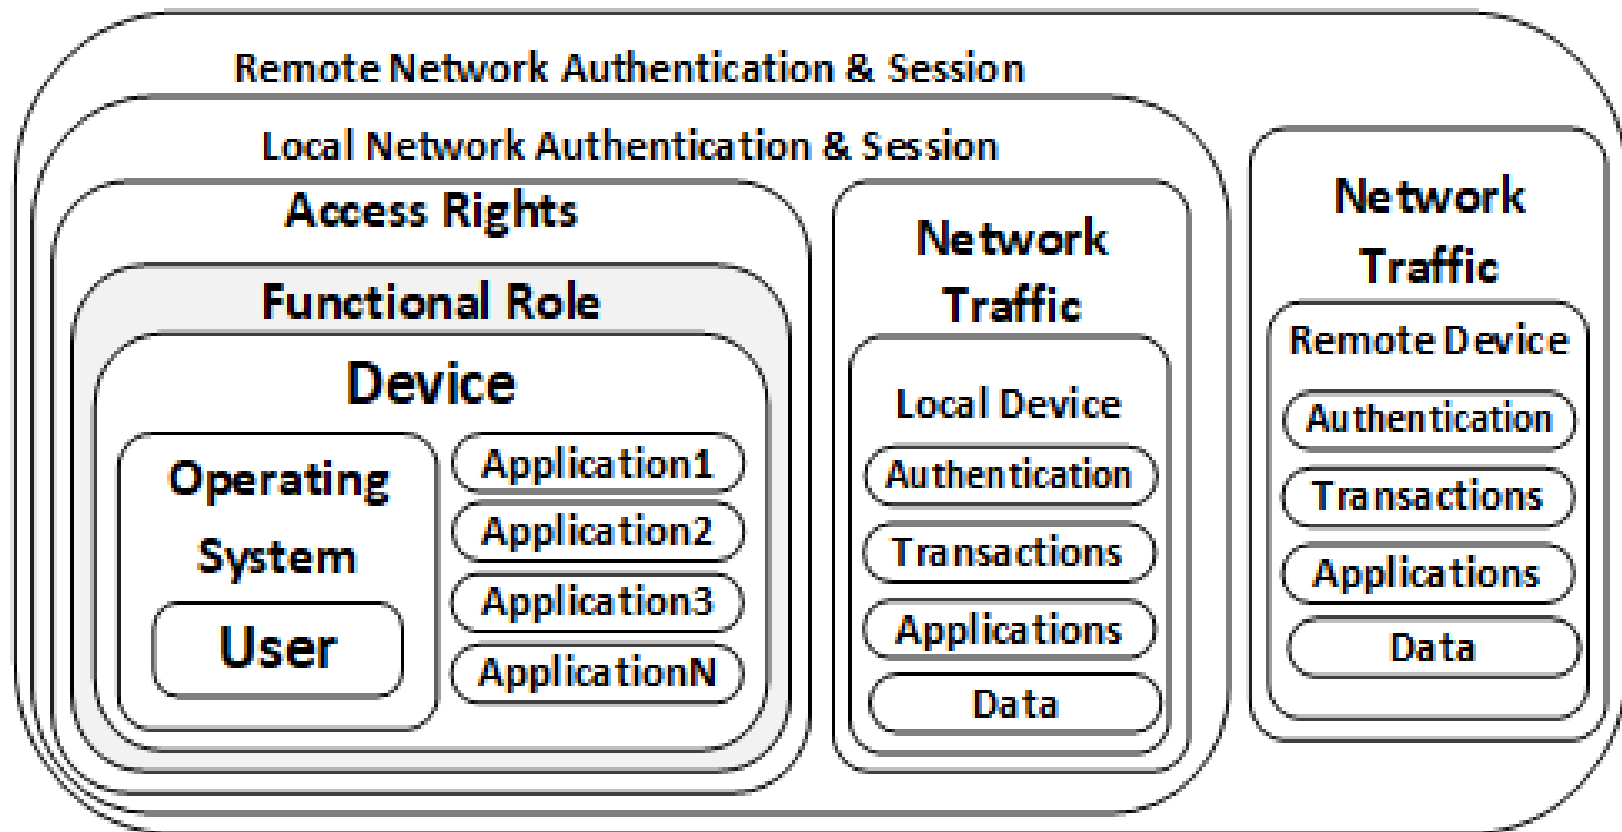 Remote Network Authentication & Session
Local Network Authentication & Session
Access Rights
Functional Role
Device
Operating
System
User
Application1
Application2
Application3
ApplicationN
Network
Traffic
Local Device
Authentication
Transactions
Applications
Data
Network
Traffic
Remote Device
Authentication
Transactions
Applications
Data